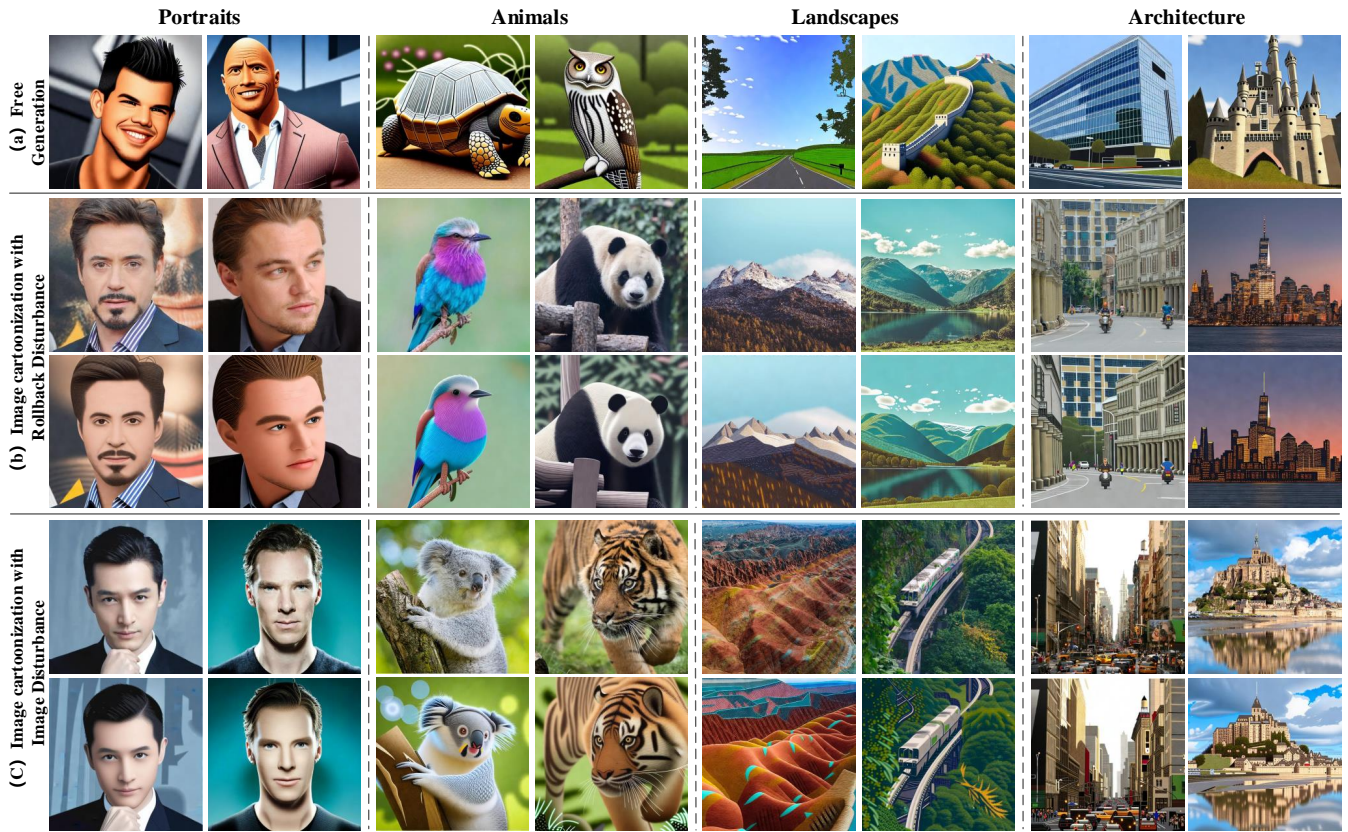 Portraits
Animals
Landscapes
Architecture
(a) Free
Generation
(b) Image cartoonization with
Rollback Disturbance
(C) Image cartoonization with
Image Disturbance